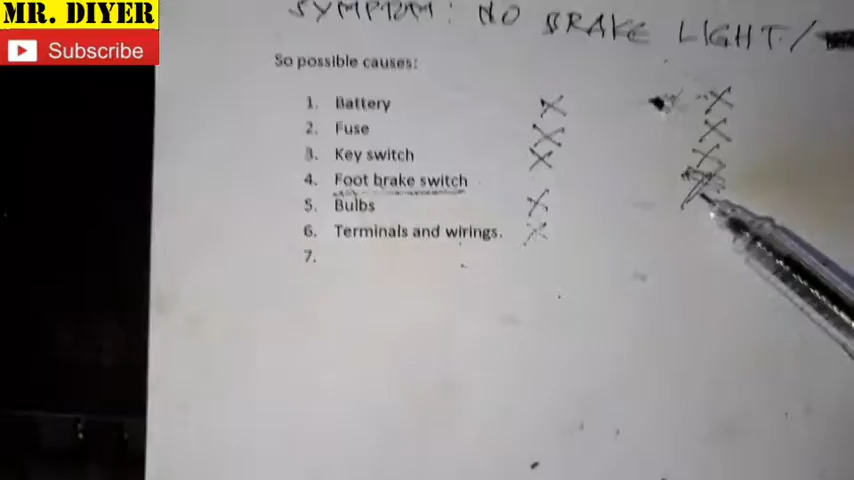 MR. DIYER
Subscribe
SYMPTOM: NO BRAKE LIGHT/
So possible causes:
1. Battery X X
2. Fuse X X
3. Key switch X X
4. Foot brake switch
5. Bulbs X
6. Terminals and wirings. X
7.